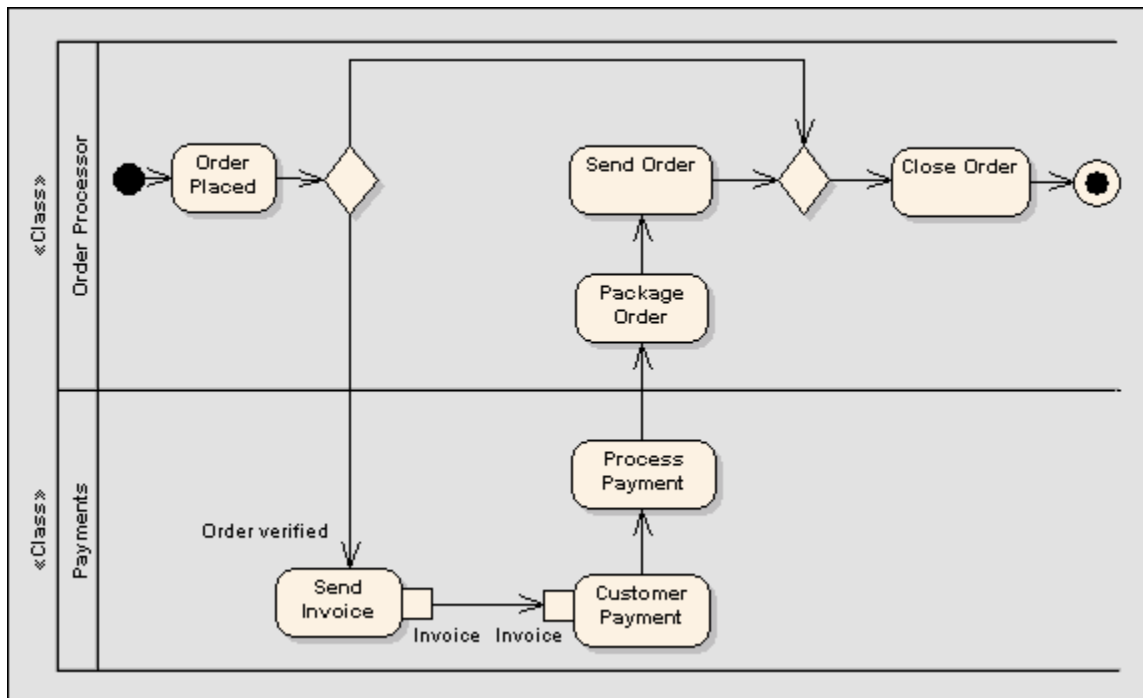 «Class»
Order Processor
Order
Placed
Send Order
Close Order
Package
Order
«Class»
Payments
Process
Payment
Order verified
Send
Invoice
Customer
Payment
Invoice
Invoice